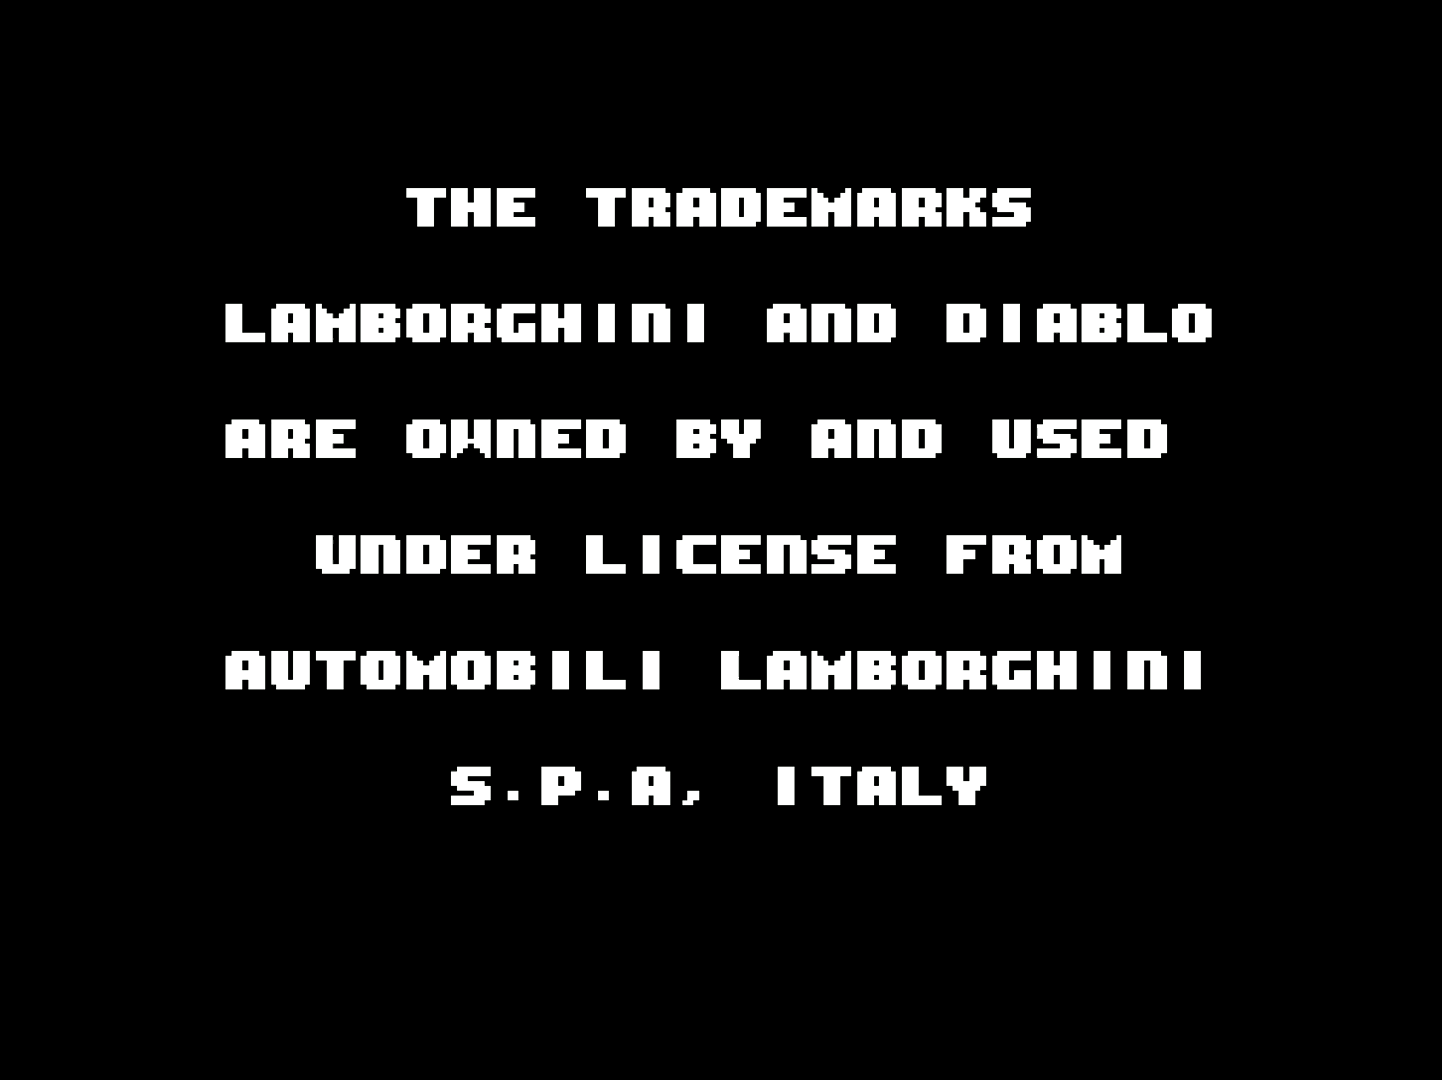 THE TRADEMARKS
LAMBORGHINI AND DIABLO
ARE OWNED BY AND USED
UNDER LICENSE FROM
AUTOMOBILI LAMBORGHINI
S.P.A, ITALY